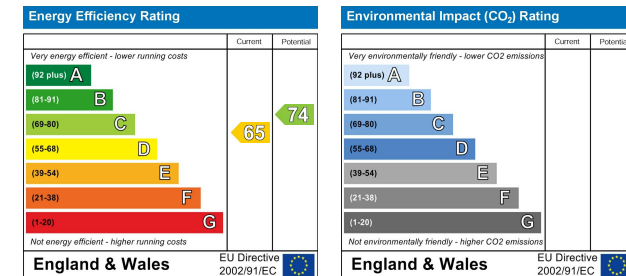 Energy Efficiency Rating
Current Potential
Very energy efficient - lower running costs
(92 plus) A
(81-91) B
(69-80) C
(55-68) D
(39-54) E
(21-38) F
(1-20) G
65
74
Not energy efficient - higher running costs
England & Wales
EU Directive
2002/91/EC
Environmental Impact (CO₂) Rating
Current Potential
Very environmentally friendly - lower CO2 emissions
(92 plus) A
(81-91) B
(69-80) C
(55-68) D
(39-54) E
(21-38) F
(1-20) G
Not environmentally friendly - higher CO2 emissions
England & Wales
EU Directive
2002/91/EC